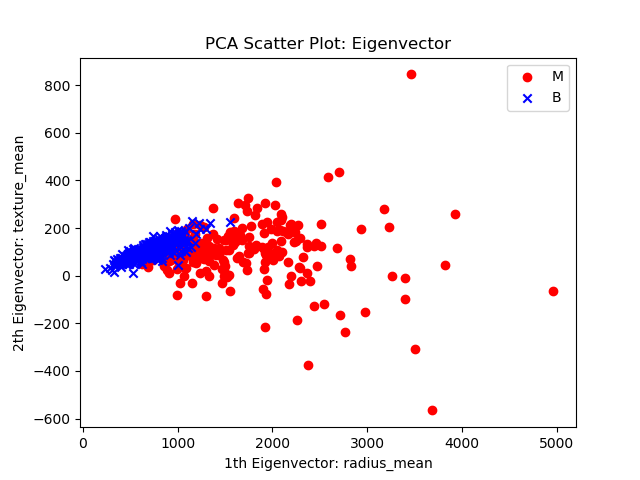 PCA Scatter Plot: Eigenvector
M
B
2th Eigenvector: texture_mean
800
600
400
200
0
−200
−400
−600
0 1000 2000 3000 4000 5000
1th Eigenvector: radius_mean